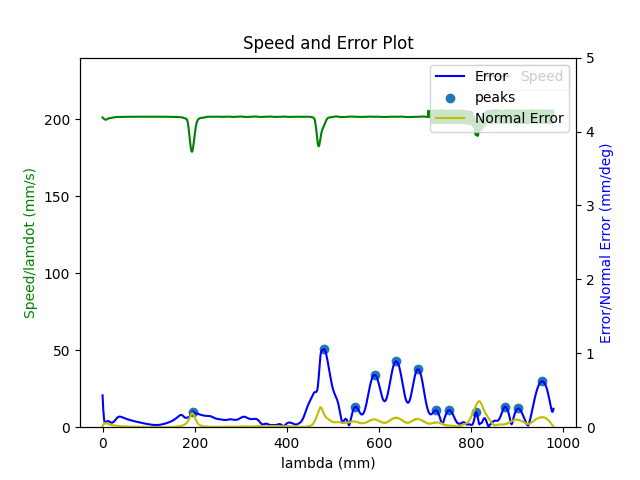 Speed and Error Plot
Speed/lamdot (mm/s)
200
150
100
50
0
Error
Speed
peaks
Normal Error
5
4
3
2
1
0
Error/Normal Error (mm/deg)
0
200
400
600
800
1000
lambda (mm)